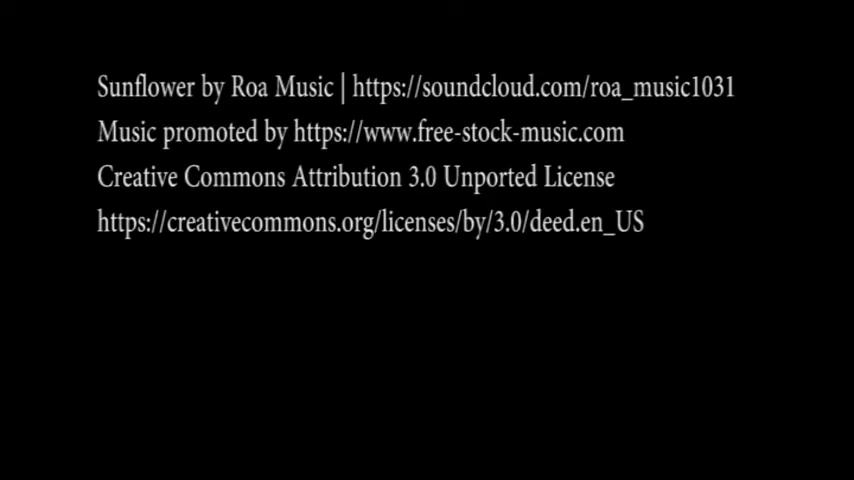 Sunflower by Roa Music | https://soundcloud.com/roa_music1031
Music promoted by https://www.free-stock-music.com
Creative Commons Attribution 3.0 Unported License
https://creativecommons.org/licenses/by/3.0/deed.en_US